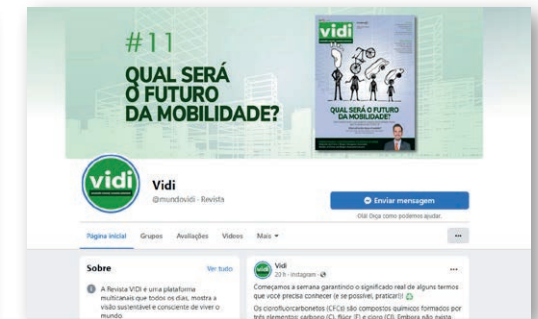 #11
QUAL SERÁ
O FUTURO
DA MOBILIDADE?
vidi
QUAL SERÁ O FUTURO
DA MOBILIDADE?
vidi
Vidi
@mundovidi · Revista
Enviar mensagem
Olá! Diga como podemos ajudar.
Página inicial Grupos Avaliações Vídeos Mais
Sobre Ver tudo
A Revista VIDI é uma plataforma
multicanais que todos os dias, mostra a
visão sustentável e consciente de viver o
mundo
Vidi
20 h · Instagram
Começamos a semana garantindo o significado real de alguns termos
que você precisa conhecer (e se possível, praticar)!
Os clorofluorcarbonetos (CFCs) são compostos químicos formados por
três elementos: carbono (C), flúor (F) e cloro (Cl). Embora não exista